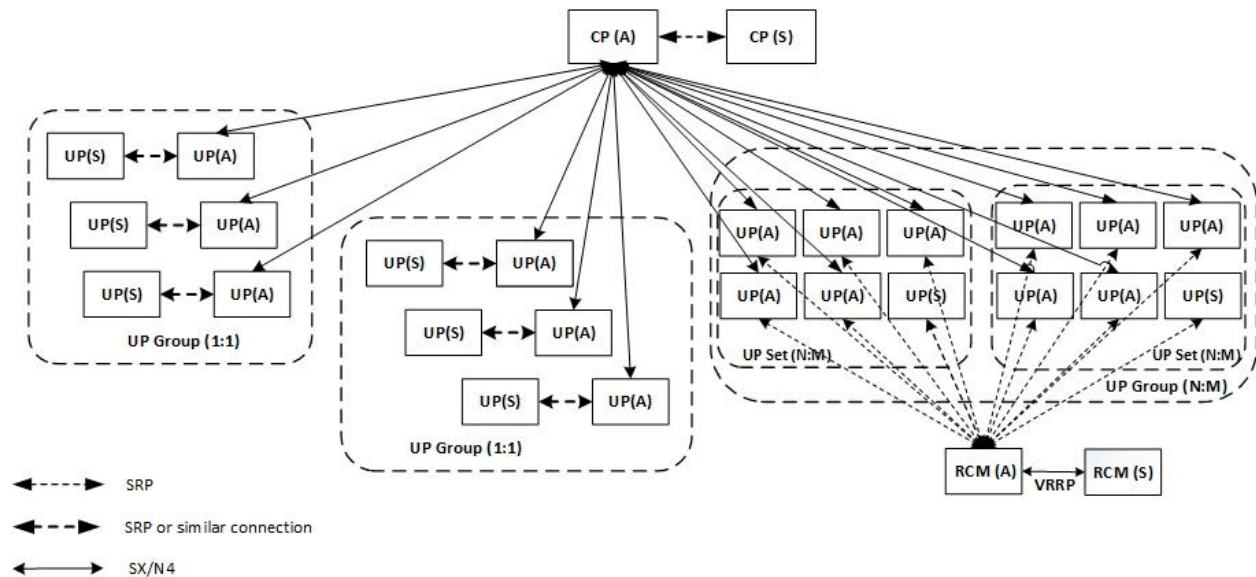 CP (A)
CP (S)
UP(S)
UP(A)
UP(S)
UP(A)
UP(S)
UP(A)
UP Group (1:1)
UP(S)
UP(A)
UP(S)
UP(A)
UP(S)
UP(A)
UP Group (1:1)
UP(A)
UP(A)
UP(A)
UP(A)
UP(A)
UP(S)
UP Set (N:M)
UP(A)
UP(A)
UP(A)
UP(A)
UP(A)
UP(S)
UP Set (N:M)
UP Group (N:M)
RCM (A)
VRRP
RCM (S)
SRP
SRP or similar connection
SX/N4